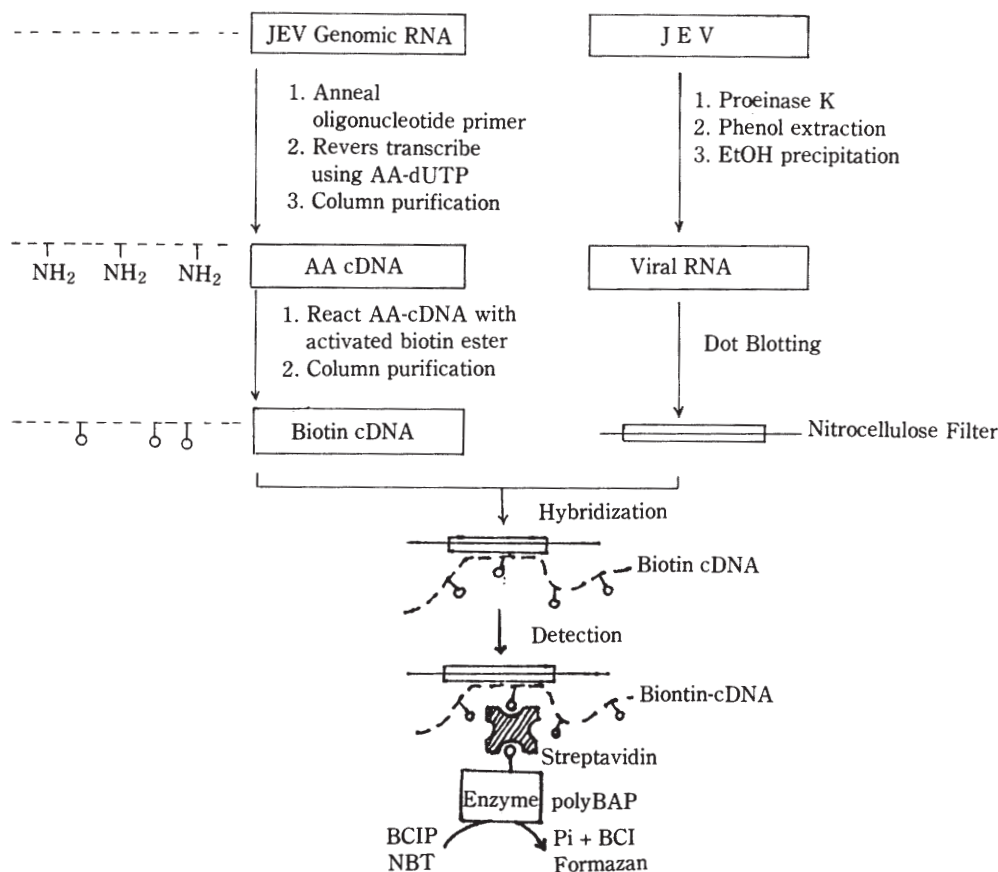 JEV Genomic RNA
J E V
1. Anneal
oligonucleotide primer
2. Revers transcribe
using AA-dUTP
3. Column purification
1. Proeinase K
2. Phenol extraction
3. EtOH precipitation
NH2 NH2 NH2
AA cDNA
Viral RNA
1. React AA-cDNA with
activated biotin ester
2. Column purification
Dot Blotting
Biotin cDNA
Nitrocellulose Filter
Hybridization
Biotin cDNA
Detection
Biontin-cDNA
Streptavidin
Enzyme
polyBAP
BCIP
NBT
Pi + BCI
Formazan